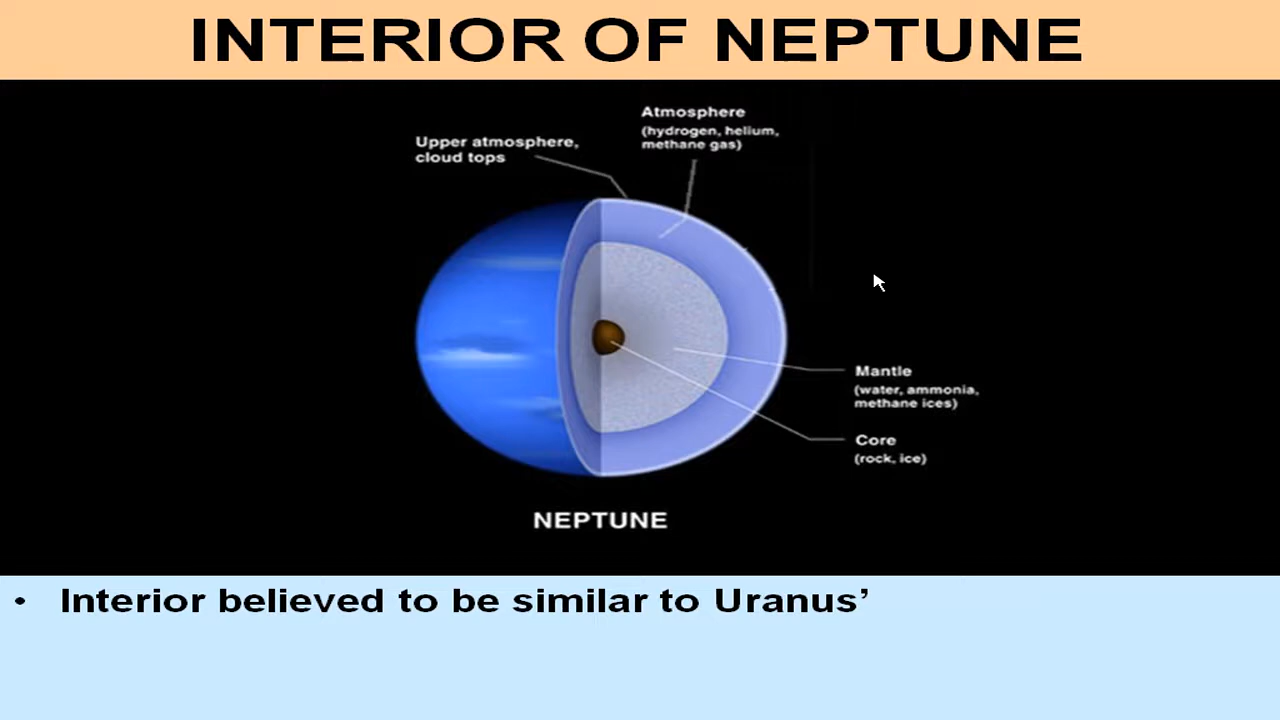 INTERIOR OF NEPTUNE
Upper atmosphere,
cloud tops
Atmosphere
(hydrogen, helium,
methane gas)
Mantle
(water, ammonia,
methane ices)
Core
(rock, ice)
NEPTUNE
• Interior believed to be similar to Uranus’